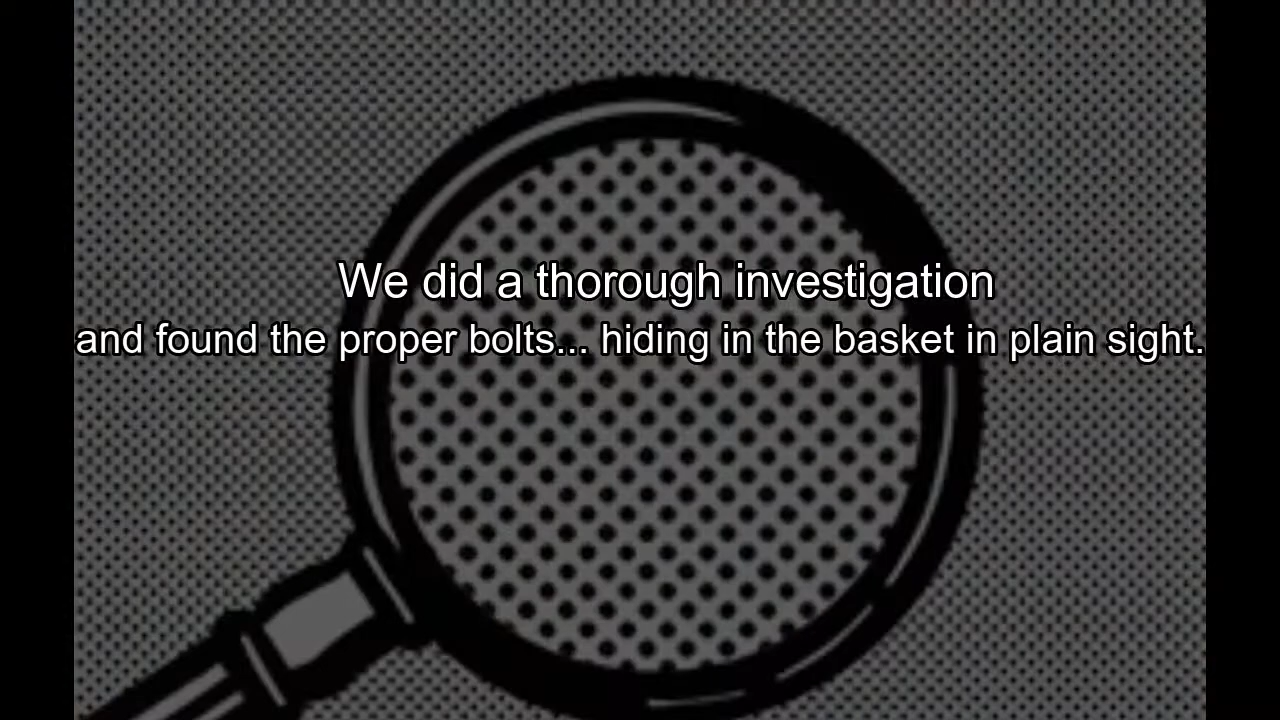 We did a thorough investigation
and found the proper bolts... hiding in the basket in plain sight.